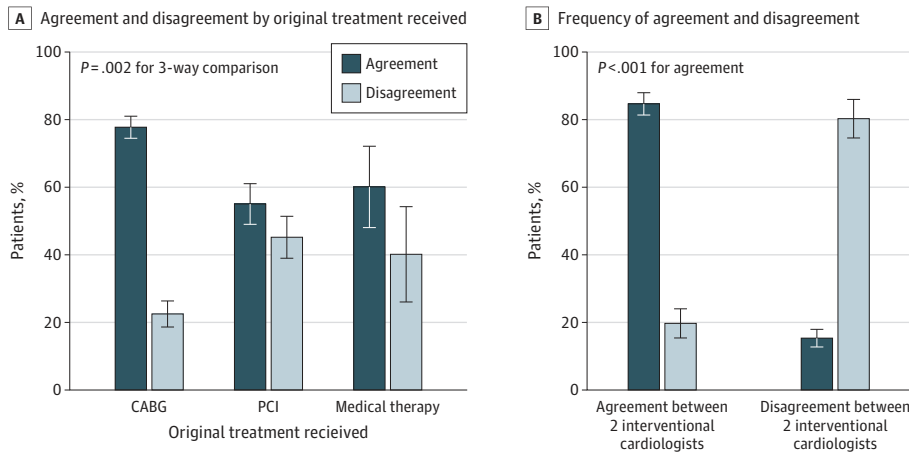 A Agreement and disagreement by original treatment received
100
80
60
40
20
0
Patients, %
P = .002 for 3-way comparison
Agreement
Disagreement
CABG
PCI
Medical therapy
Original treatment recieived
B Frequency of agreement and disagreement
100
80
60
40
20
0
Patients, %
P <.001 for agreement
Agreement between
2 interventional
cardiologists
Disagreement between
2 interventional
cardiologists